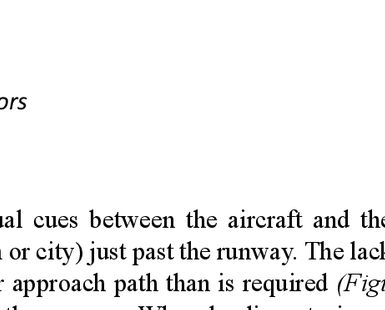 ors
ual cues between the aircraft and the
or city) just past the runway. The lack
r approach path than is required (Fig